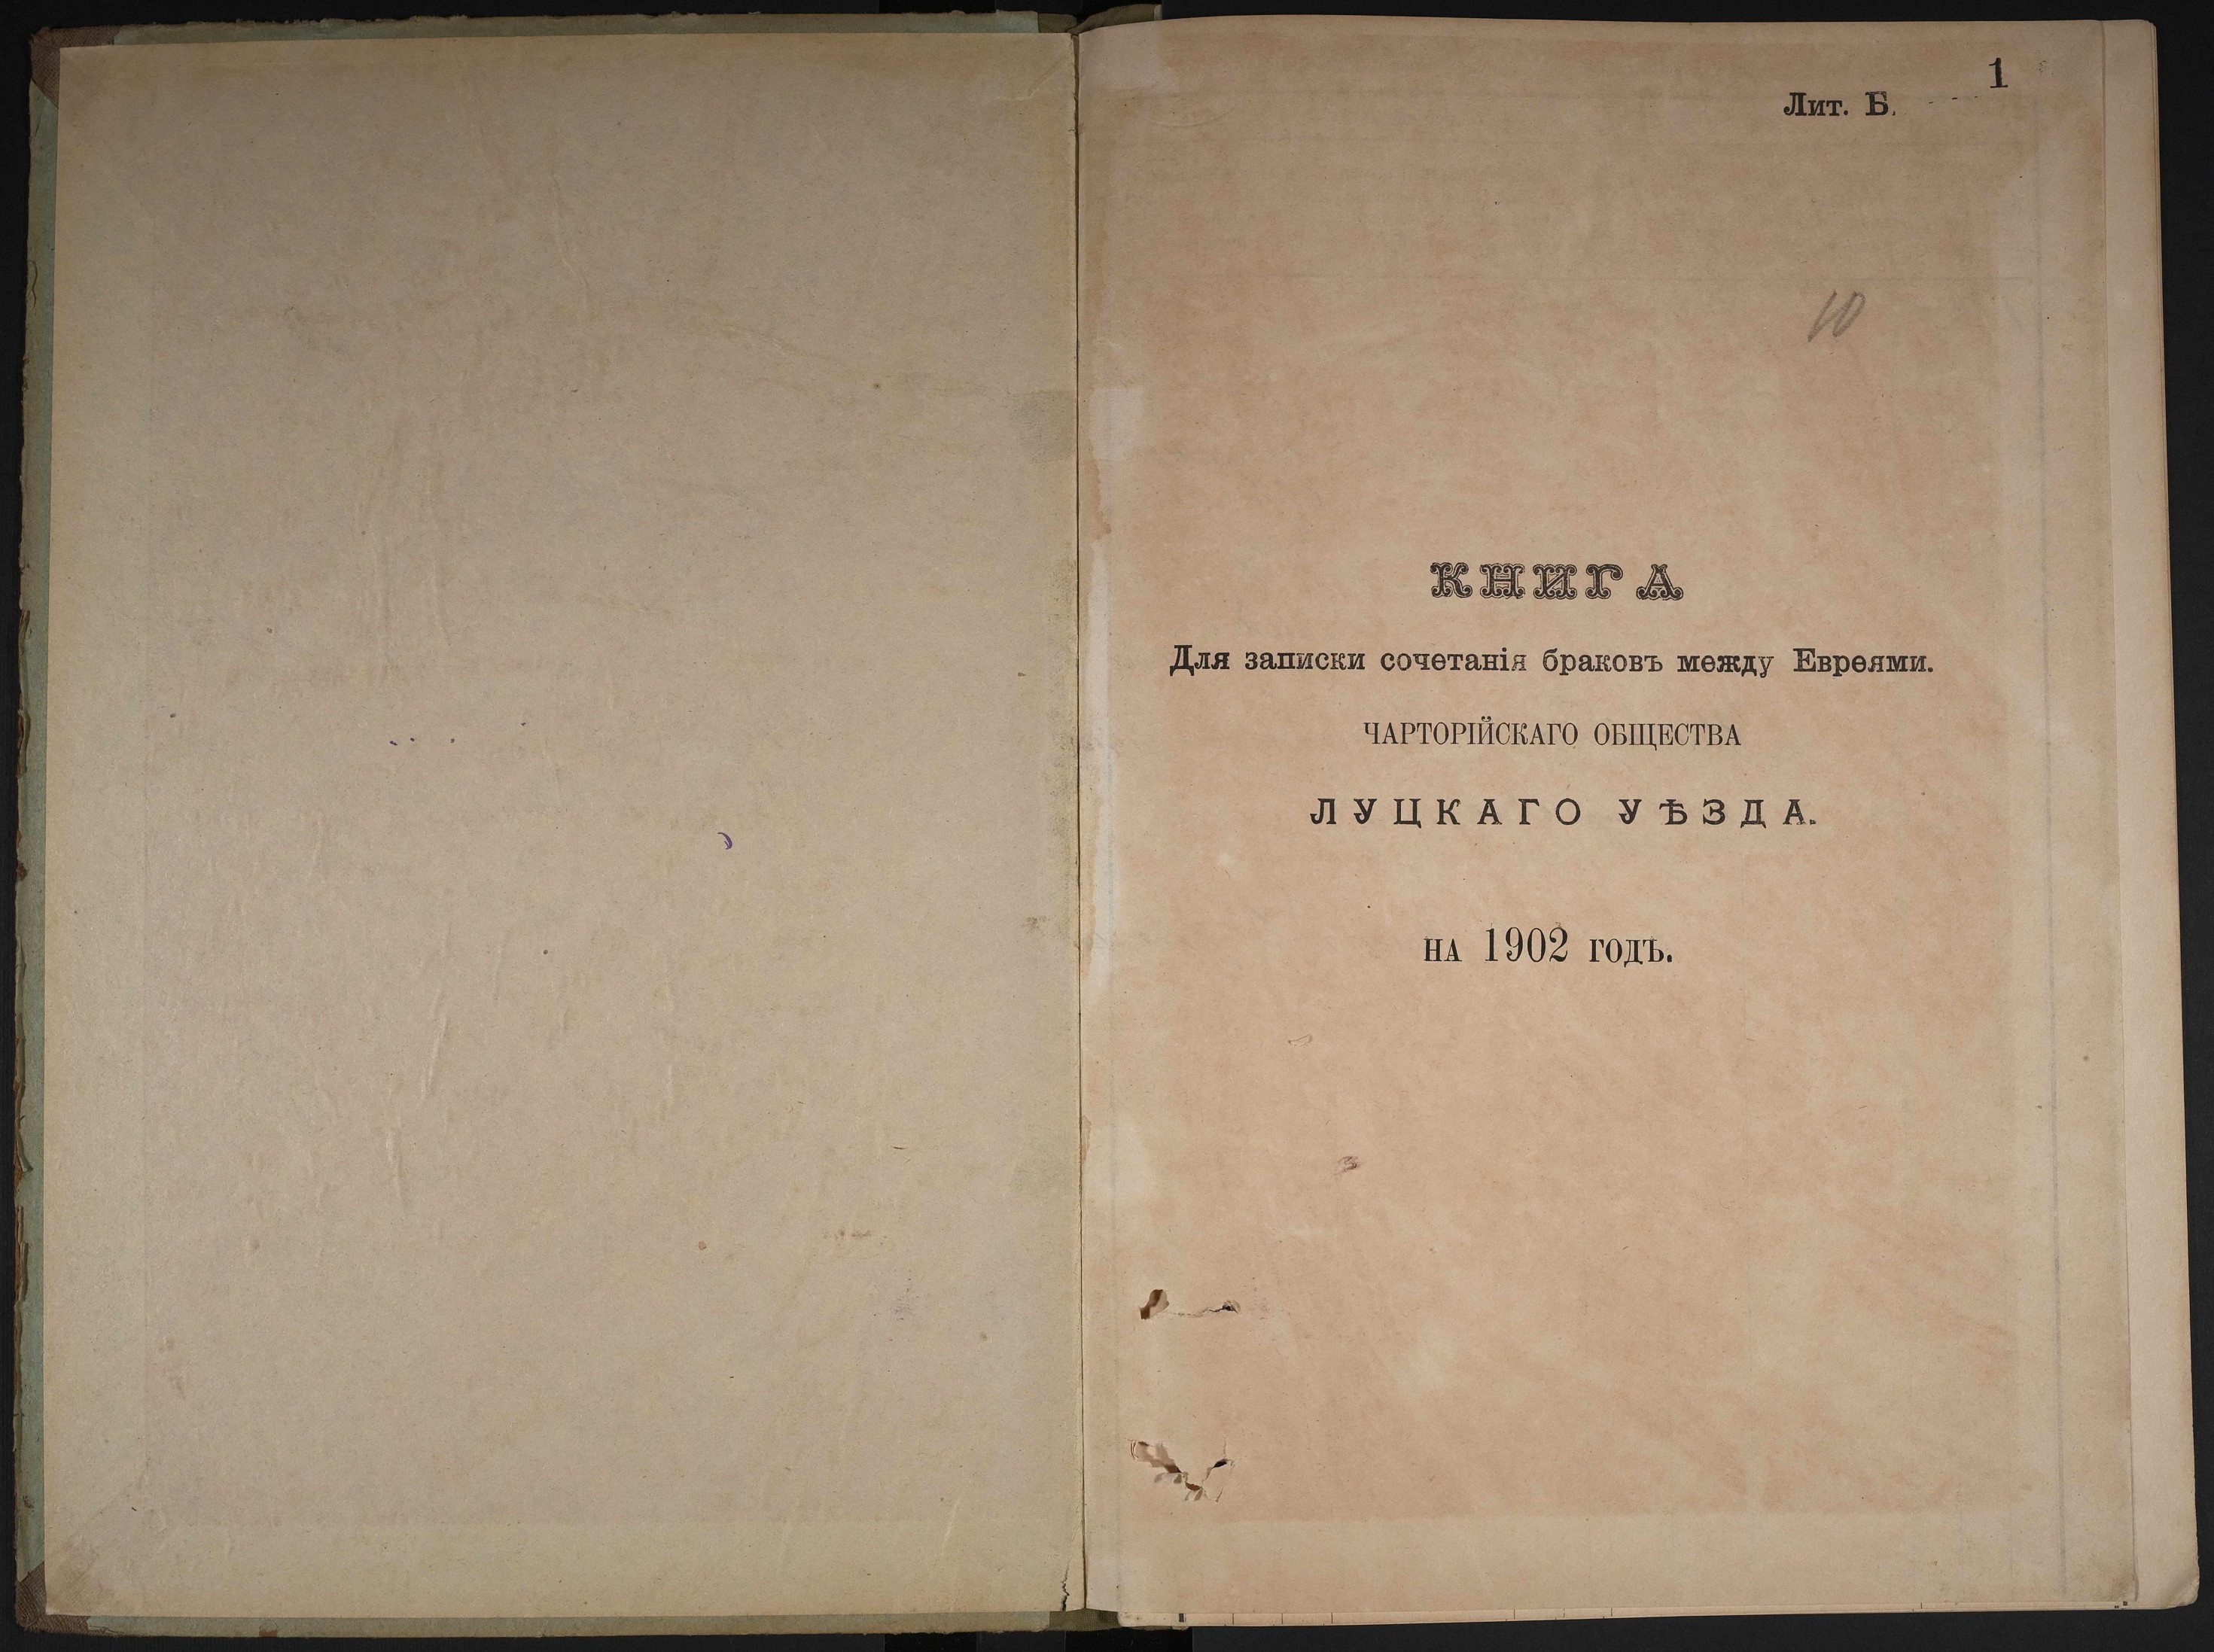 1
Лит. Б.
10
КНИГА
Для записки сочетанія браковъ между Евреями.
ЧАРТОРІЙСКАГО ОБЩЕСТВА
ЛУЦКАГО УѢЗДА.
НА 1902 ГОДЪ.